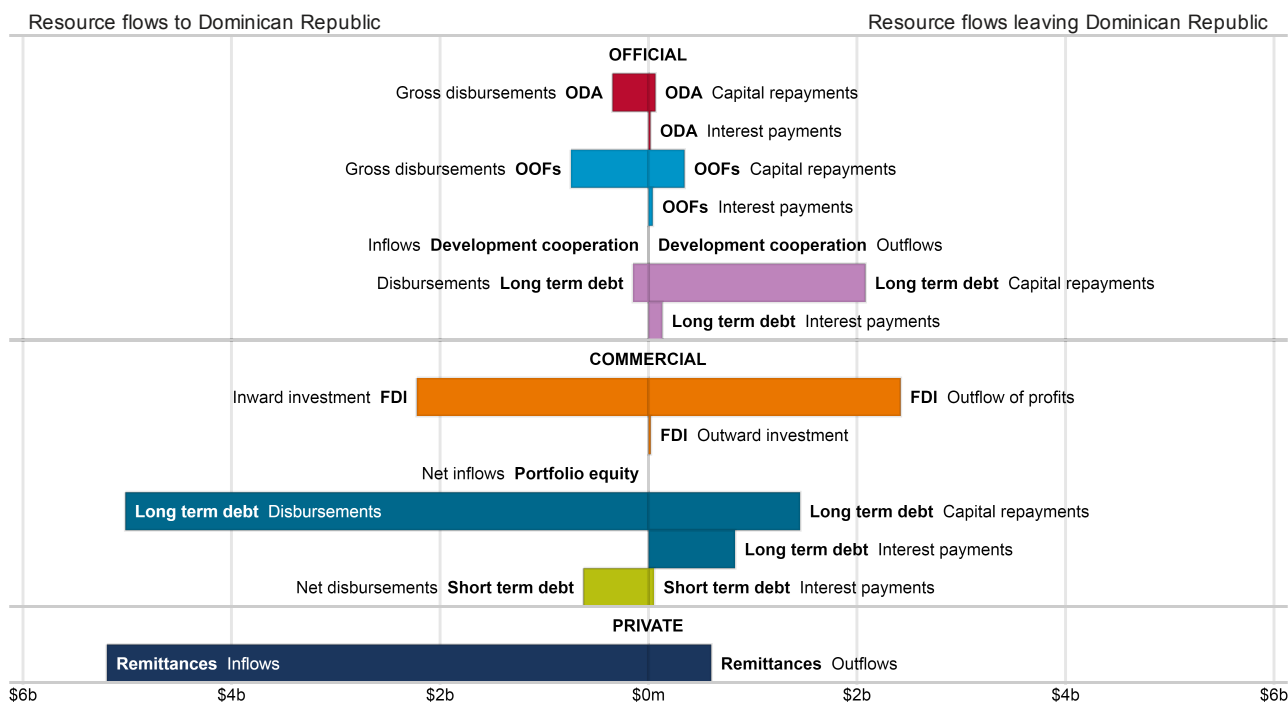 Resource flows to Dominican Republic    Resource flows leaving Dominican Republic
OFFICIAL
Gross disbursements ODA    ODA Capital repayments
ODA Interest payments
Gross disbursements OOFs    OOFs Capital repayments
OOFs Interest payments
Inflows Development cooperation    Development cooperation Outflows
Disbursements Long term debt    Long term debt Capital repayments
Long term debt Interest payments
COMMERCIAL
Inward investment FDI    FDI Outflow of profits
FDI Outward investment
Net inflows Portfolio equity
Long term debt Disbursements    Long term debt Capital repayments
Long term debt Interest payments
Net disbursements Short term debt    Short term debt Interest payments
PRIVATE
Remittances Inflows    Remittances Outflows
$6b    $4b    $2b    $0m    $2b    $4b    $6b